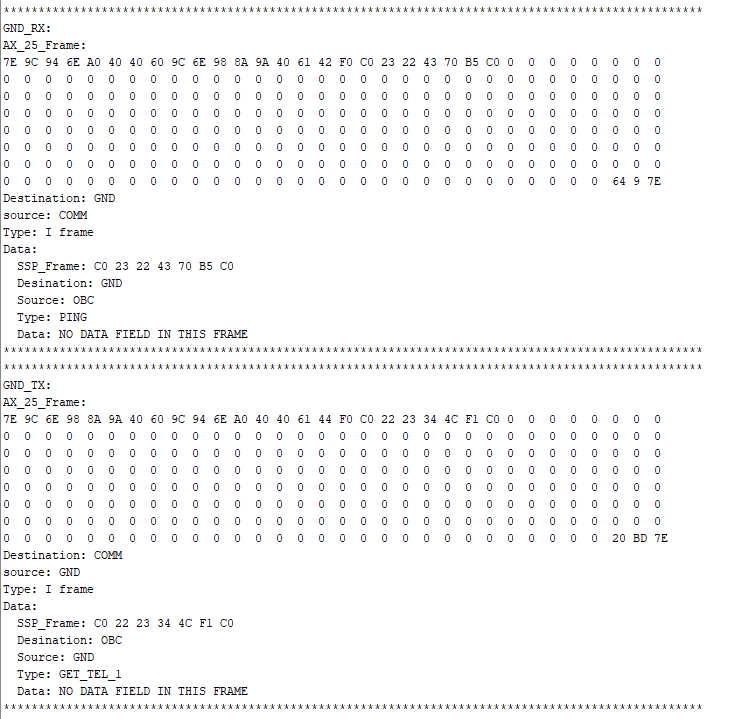 ****************************************************************************************************
GND_RX:
AX_25_Frame:
7E 9C 94 6E A0 40 40 60 9C 6E 98 8A 9A 40 61 42 F0 C0 23 22 43 70 B5 C0 0 0 0 0 0 0 0 0
0 0 0 0 0 0 0 0 0 0 0 0 0 0 0 0 0 0 0 0 0 0 0 0 0 0 0 0 0 0 0 0
0 0 0 0 0 0 0 0 0 0 0 0 0 0 0 0 0 0 0 0 0 0 0 0 0 0 0 0 0 0 0 0
0 0 0 0 0 0 0 0 0 0 0 0 0 0 0 0 0 0 0 0 0 0 0 0 0 0 0 0 0 0 0 0
0 0 0 0 0 0 0 0 0 0 0 0 0 0 0 0 0 0 0 0 0 0 0 0 0 0 0 0 0 0 0 0
0 0 0 0 0 0 0 0 0 0 0 0 0 0 0 0 0 0 0 0 0 0 0 0 0 0 0 0 0 0 0 0
0 0 0 0 0 0 0 0 0 0 0 0 0 0 0 0 0 0 0 0 0 0 0 0 0 0 0 0 0 0 0 0
0 0 0 0 0 0 0 0 0 0 0 0 0 0 0 0 0 0 0 0 0 0 0 0 0 0 0 0 0 64 9 7E
Destination: GND
source: COMM
Type: I frame
Data:
SSP_Frame: C0 23 22 43 70 B5 C0
Desination: GND
Source: OBC
Type: PING
Data: NO DATA FIELD IN THIS FRAME
****************************************************************************************************
****************************************************************************************************
GND_TX:
AX_25_Frame:
7E 9C 6E 98 8A 9A 40 60 9C 94 6E A0 40 40 61 44 F0 C0 22 23 34 4C F1 C0 0 0 0 0 0 0 0 0
0 0 0 0 0 0 0 0 0 0 0 0 0 0 0 0 0 0 0 0 0 0 0 0 0 0 0 0 0 0 0 0
0 0 0 0 0 0 0 0 0 0 0 0 0 0 0 0 0 0 0 0 0 0 0 0 0 0 0 0 0 0 0 0
0 0 0 0 0 0 0 0 0 0 0 0 0 0 0 0 0 0 0 0 0 0 0 0 0 0 0 0 0 0 0 0
0 0 0 0 0 0 0 0 0 0 0 0 0 0 0 0 0 0 0 0 0 0 0 0 0 0 0 0 0 0 0 0
0 0 0 0 0 0 0 0 0 0 0 0 0 0 0 0 0 0 0 0 0 0 0 0 0 0 0 0 0 0 0 0
0 0 0 0 0 0 0 0 0 0 0 0 0 0 0 0 0 0 0 0 0 0 0 0 0 0 0 0 0 0 0 0
0 0 0 0 0 0 0 0 0 0 0 0 0 0 0 0 0 0 0 0 0 0 0 0 0 0 0 0 0 20 BD 7E
Destination: COMM
source: GND
Type: I frame
Data:
SSP_Frame: C0 22 23 34 4C F1 C0
Desination: OBC
Source: GND
Type: GET_TEL_1
Data: NO DATA FIELD IN THIS FRAME
****************************************************************************************************